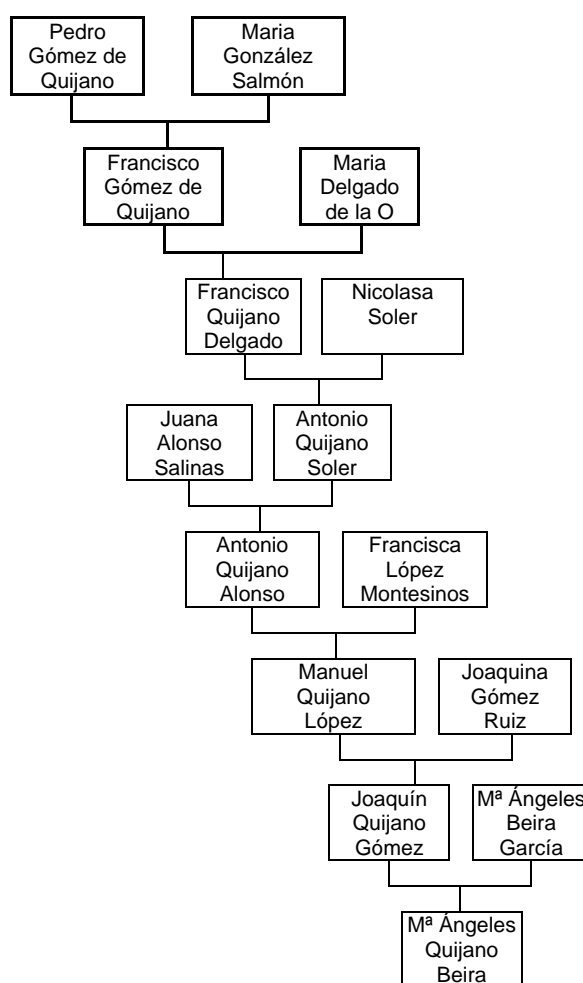 Pedro
Gómez de
Quijano
Maria
González
Salmón
Francisco
Gómez de
Quijano
Maria
Delgado
de la O
Francisco
Quijano
Delgado
Nicolasa
Soler
Juana
Alonso
Salinas
Antonio
Quijano
Soler
Antonio
Quijano
Alonso
Francisca
López
Montesinos
Manuel
Quijano
López
Joaquina
Gómez
Ruiz
Joaquín
Quijano
Gómez
Mª Ángeles
Beira
García
Mª Ángeles
Quijano
Beira